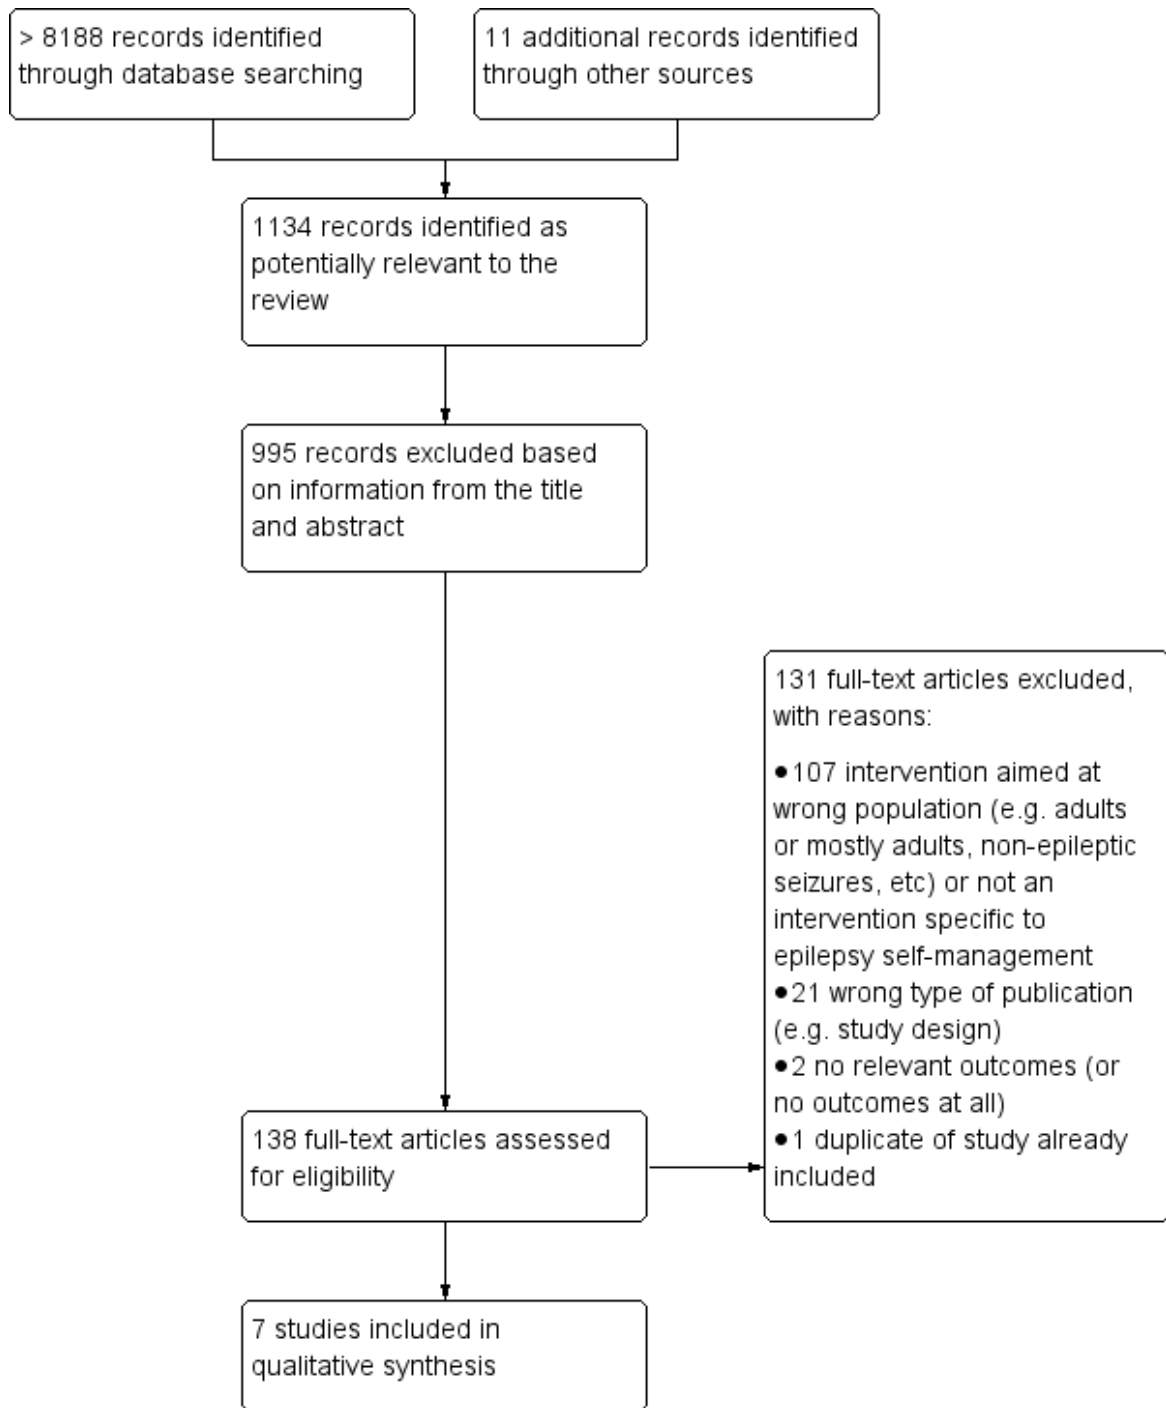 > 8188 records identified
through database searching
11 additional records identified
through other sources
1134 records identified as
potentially relevant to the
review
995 records excluded based
on information from the title
and abstract
131 full-text articles excluded,
with reasons:
●107 intervention aimed at
wrong population (e.g. adults
or mostly adults, non-epileptic
seizures, etc) or not an
intervention specific to
epilepsy self-management
●21 wrong type of publication
(e.g. study design)
●2 no relevant outcomes (or
no outcomes at all)
●1 duplicate of study already
included
138 full-text articles assessed
for eligibility
7 studies included in
qualitative synthesis